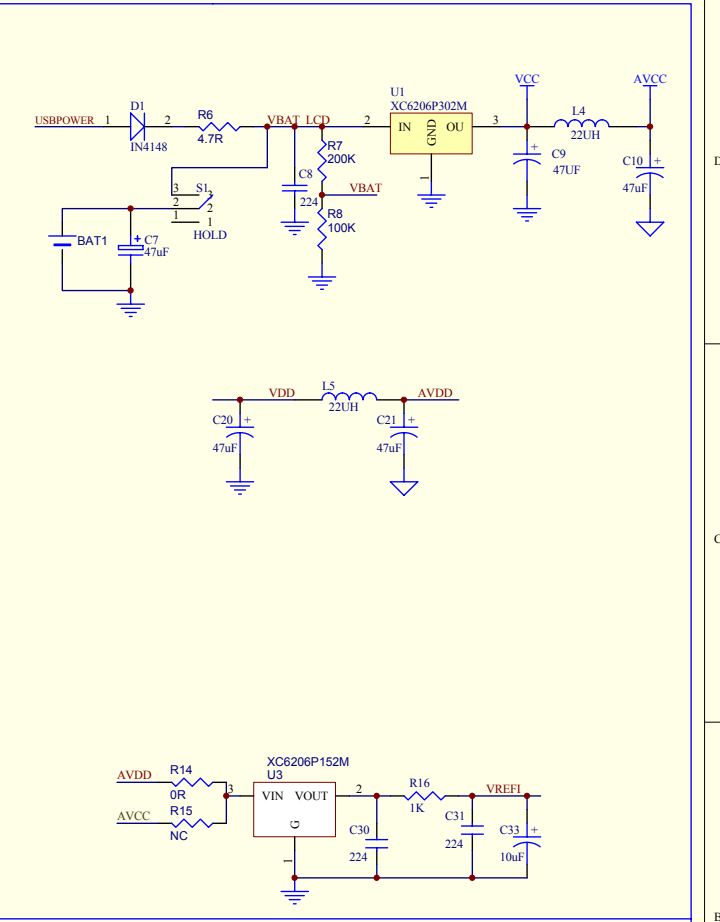 U1
XC6206P302M
VCC
AVCC
D1
USBPOWER
1
2
IN4148
R6
4.7R
VBAT_LCD
2
IN
GND
OU
3
1
L4
22UH
C9
47UF
C10
47uF
R7
200K
C8
224
VBAT
R8
100K
3
S1
2
2
1
1
HOLD
BAT1
C7
47uF
VDD
L5
22UH
AVDD
C20
47uF
C21
47uF
XC6206P152M
U3
AVDD
R14
0R
AVCC
R15
NC
3
VIN
VOUT
G
1
2
R16
1K
VREFI
C30
224
C31
224
C33
10uF
D
C
B